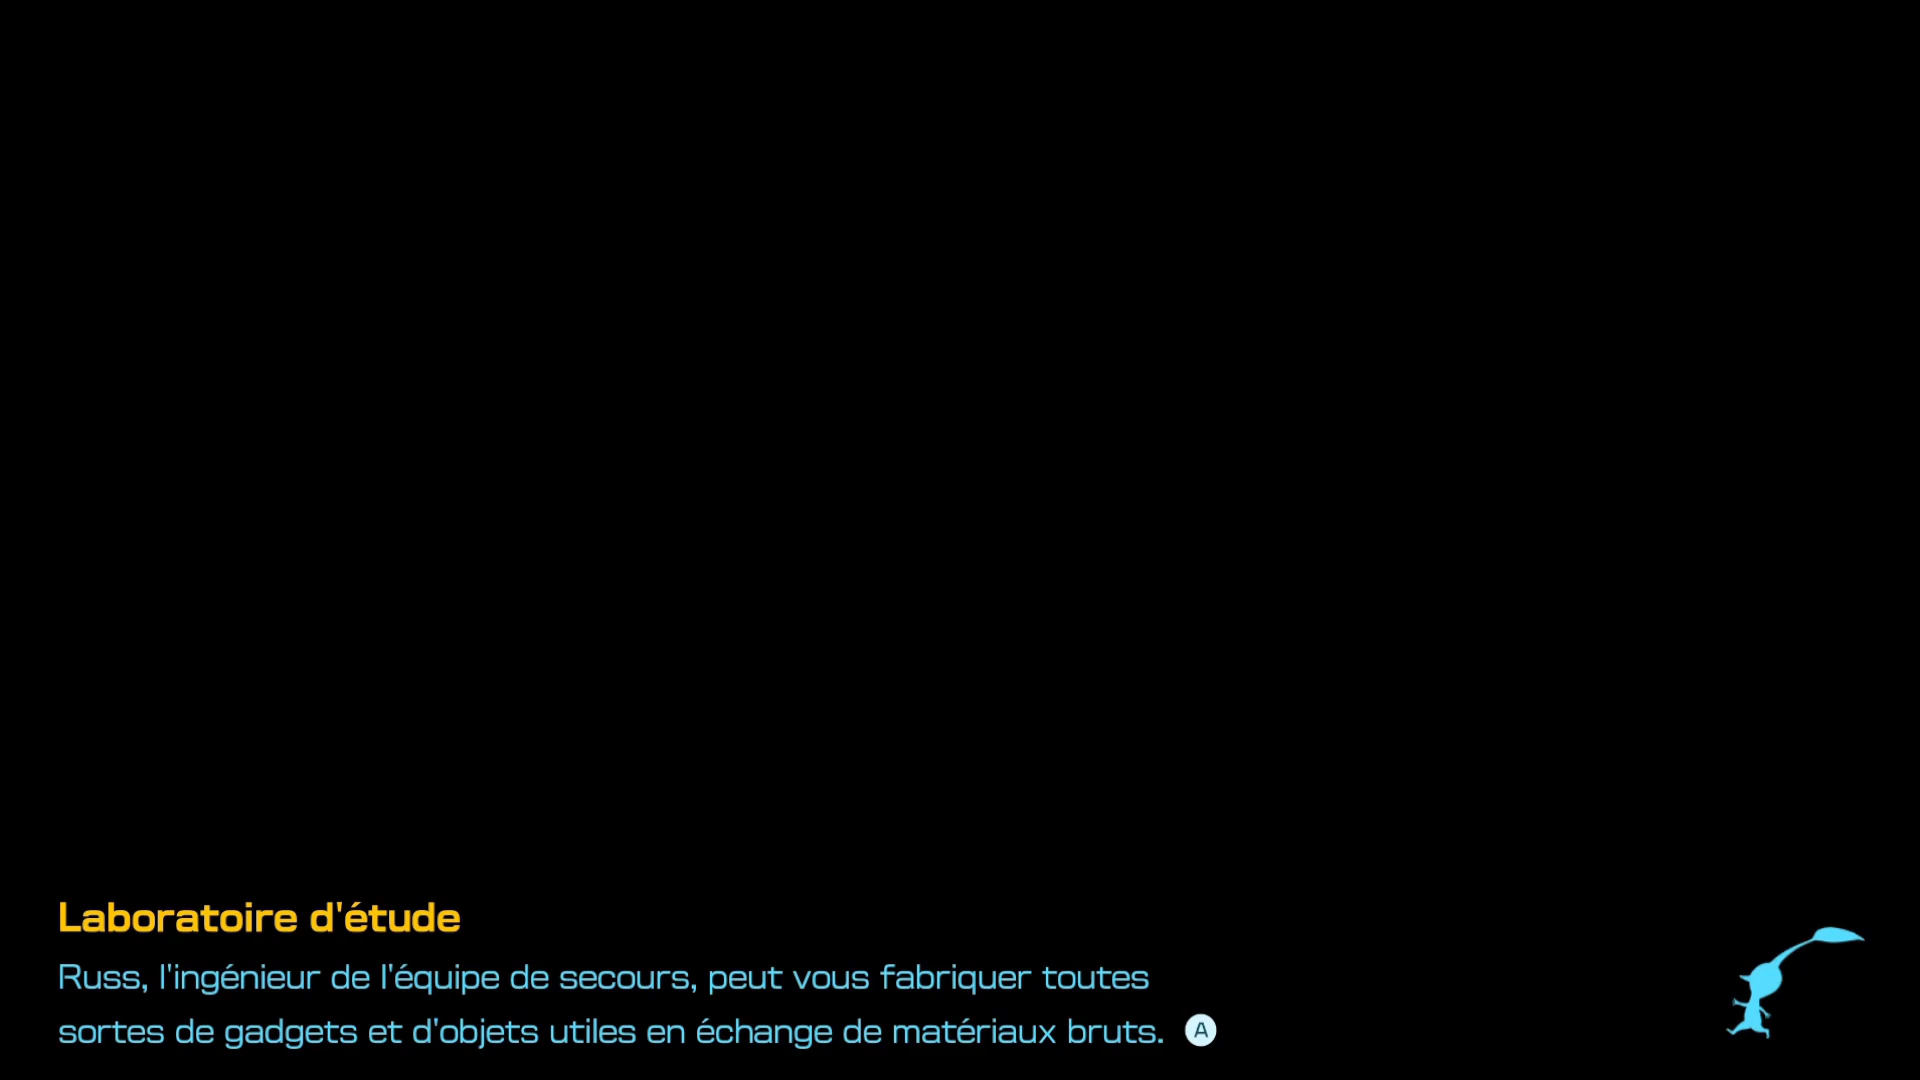 Laboratoire d'étude
Russ, l'ingénieur de l'équipe de secours, peut vous fabriquer toutes
sortes de gadgets et d'objets utiles en échange de matériaux bruts. A